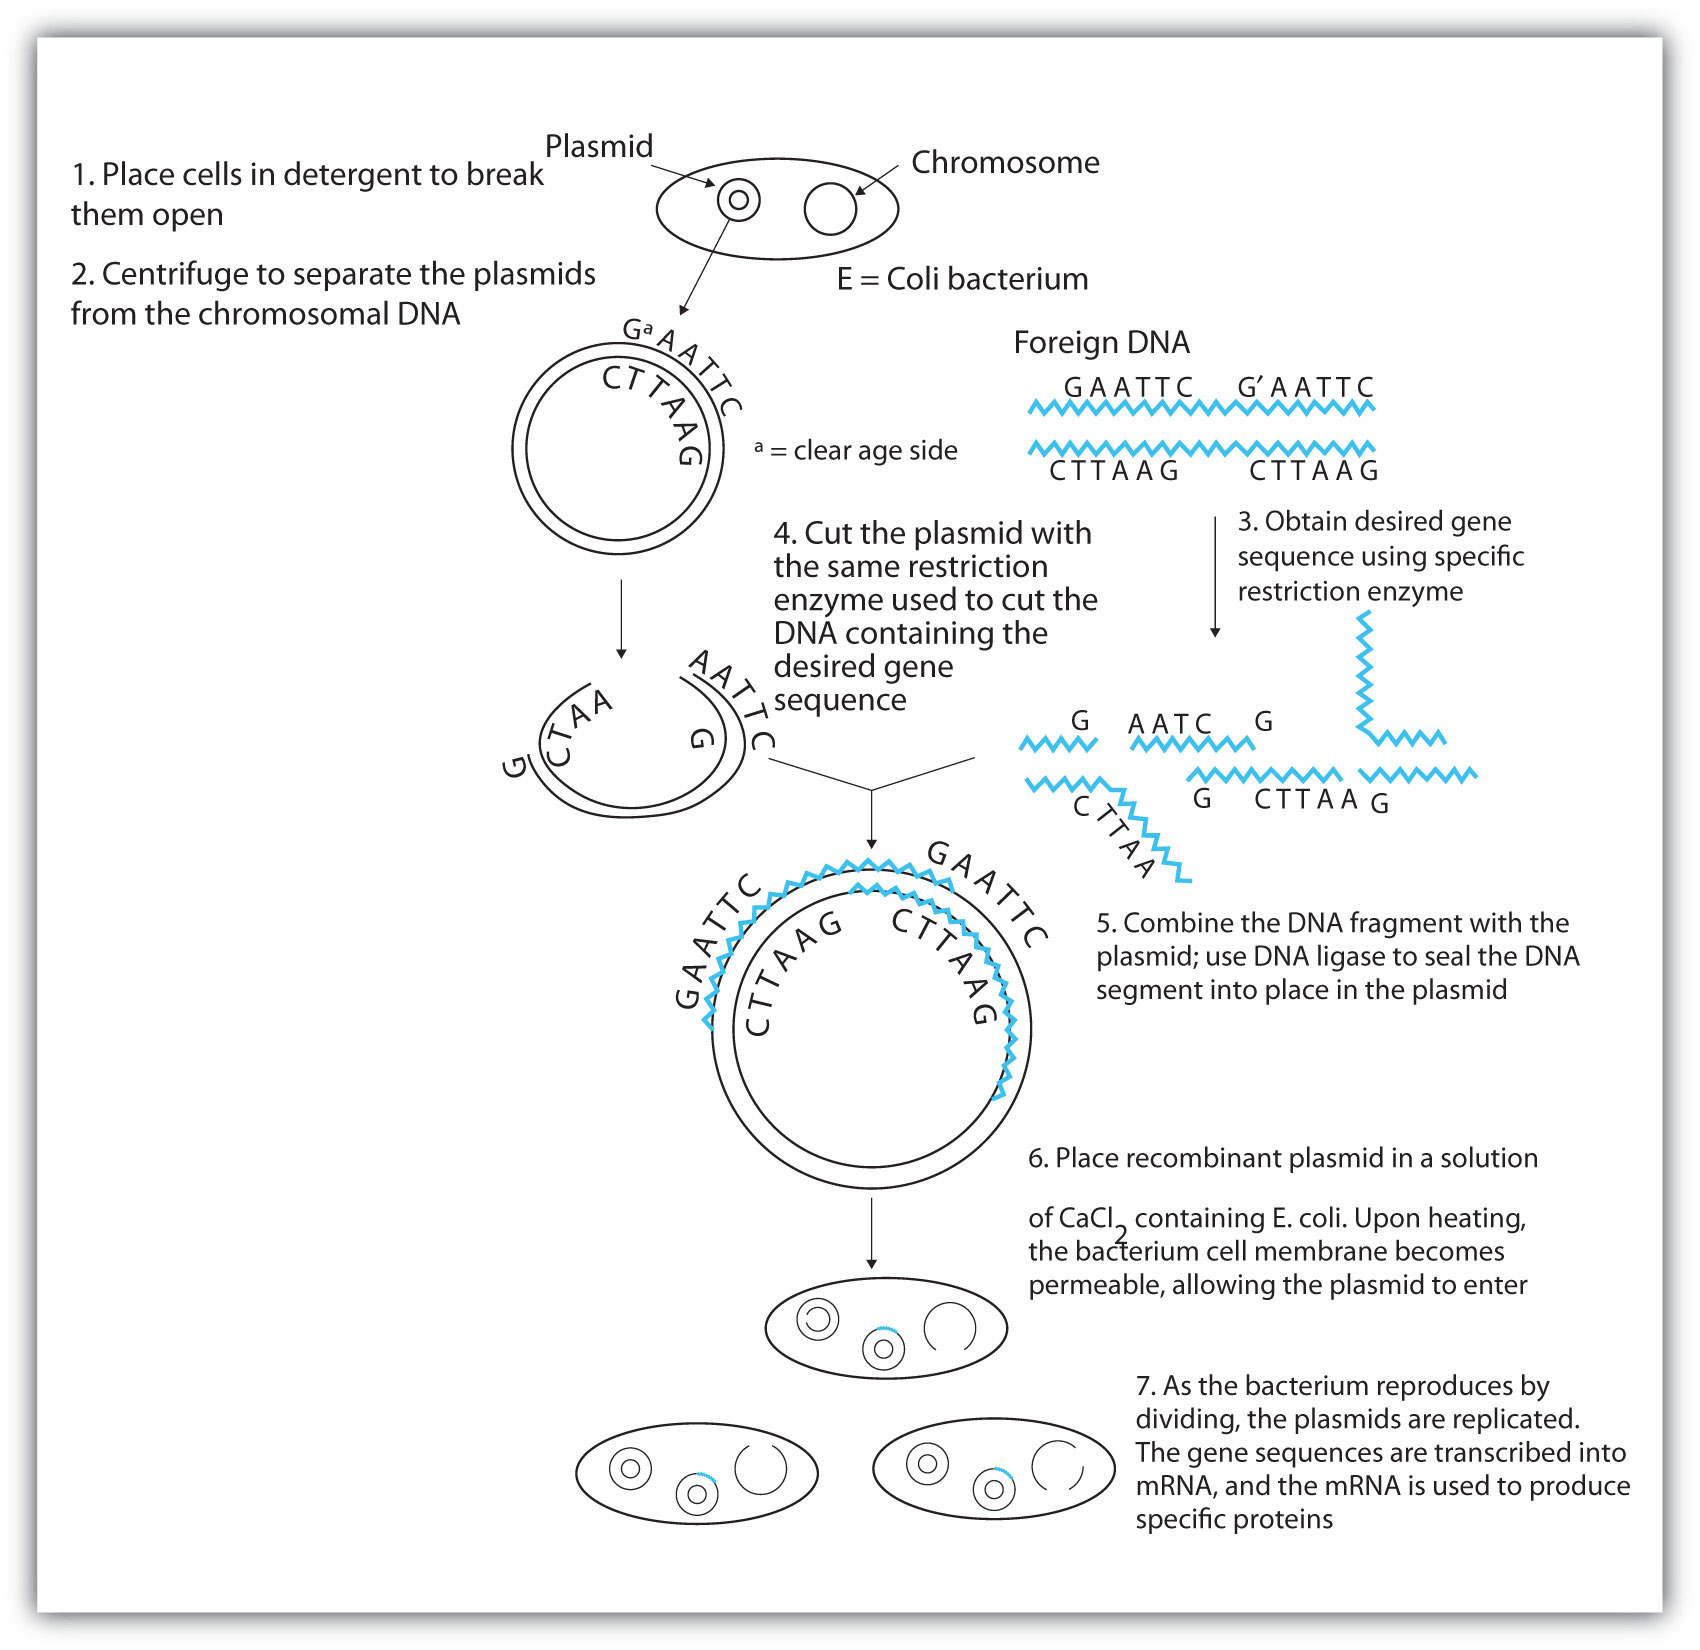 Plasmid
Chromosome
1. Place cells in detergent to break
them open
2. Centrifuge to separate the plasmids
from the chromosomal DNA
E = Coli bacterium
GªAATTC
CTTAAG
ª = clear age side
Foreign DNA
GAATTC G′AATTC
CTTAAG CTTAAG
3. Obtain desired gene
sequence using specific
restriction enzyme
4. Cut the plasmid with
the same restriction
enzyme used to cut the
DNA containing the
desired gene
sequence
AATTC
G
CTAA
G
G AATC G
CTTAA
G CTTAA G
GAATTC
GAATTC
CTTAAG
CTTAAG
5. Combine the DNA fragment with the
plasmid; use DNA ligase to seal the DNA
segment into place in the plasmid
6. Place recombinant plasmid in a solution
of CaCl2 containing E. coli. Upon heating,
the bacterium cell membrane becomes
permeable, allowing the plasmid to enter
7. As the bacterium reproduces by
dividing, the plasmids are replicated.
The gene sequences are transcribed into
mRNA, and the mRNA is used to produce
specific proteins